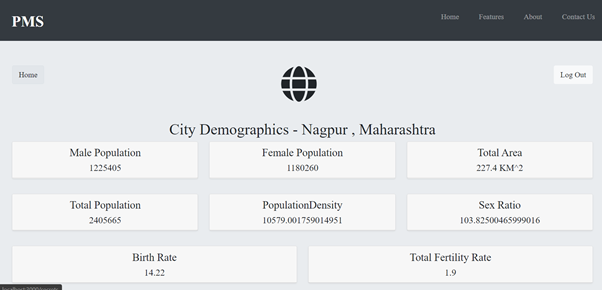 PMS
Home Features About Contact Us
Home
Log Out
City Demographics - Nagpur , Maharashtra
Male Population Female Population Total Area
1225405 1180260 227.4 KM^2
Total Population PopulationDensity Sex Ratio
2405665 10579.001759014951 103.82500465999016
Birth Rate Total Fertility Rate
14.22 1.9